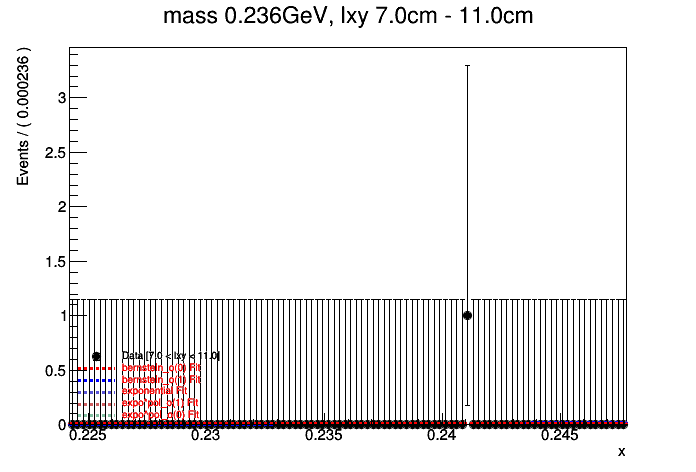 mass 0.236GeV, lxy 7.0cm - 11.0cm
Events / ( 0.000236 )
3
2.5
2
1.5
1
0.5
0
Data [7.0 < lxy < 11.0]
bernstein_o(0) Fit
bernstein_o(1) Fit
exponential Fit
expo*pol_o(1) Fit
expo*pol_o(0) Fit
0.225 0.23 0.235 0.24 0.245
x